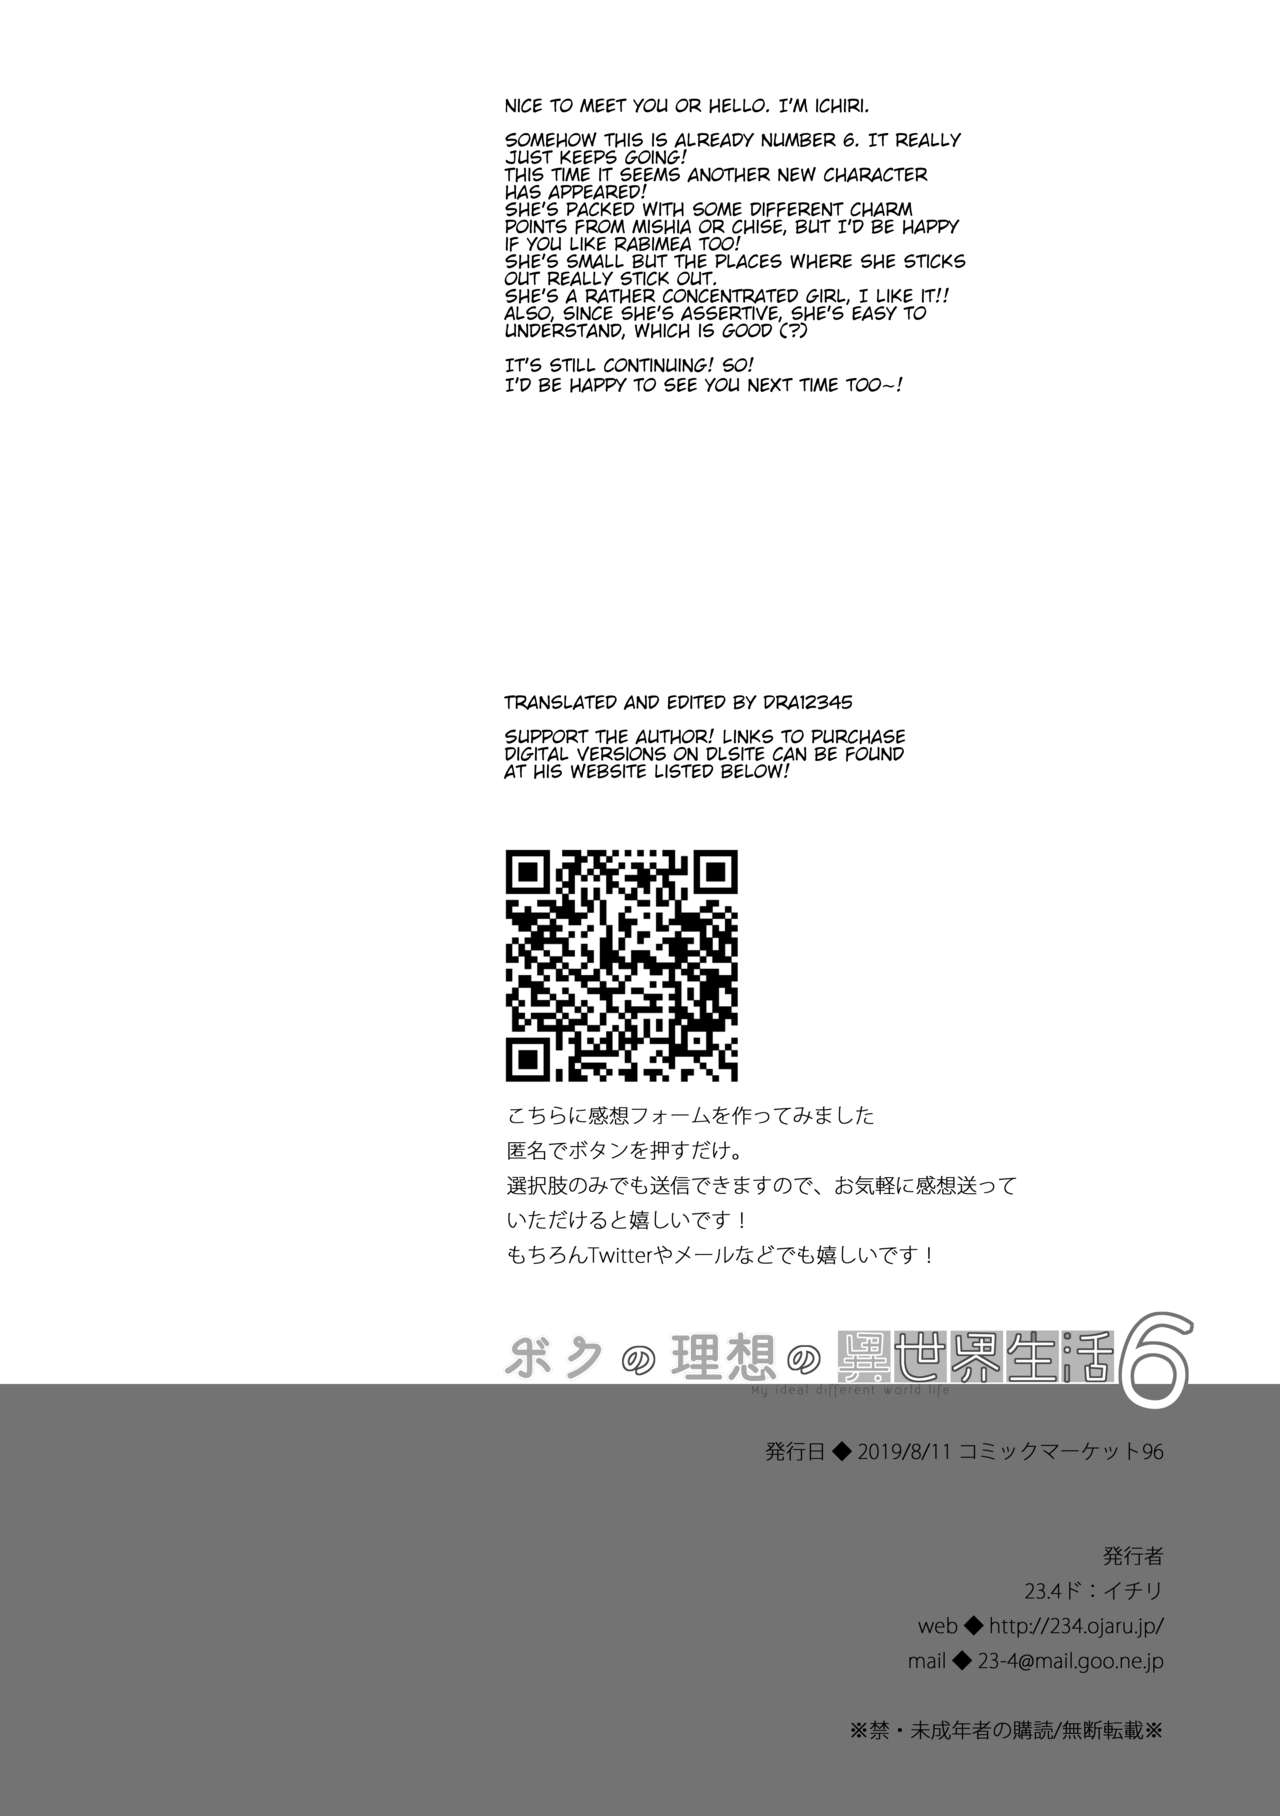 NICE TO MEET YOU OR HELLO. I'M ICHIRI.
SOMEHOW THIS IS ALREADY NUMBER 6. IT REALLY
JUST KEEPS GOING!
THIS TIME IT SEEMS ANOTHER NEW CHARACTER
HAS APPEARED!
SHE'S PACKED WITH SOME DIFFERENT CHARM
POINTS FROM MISHIA OR CHISE, BUT I'D BE HAPPY
IF YOU LIKE RABIMEA TOO!
SHE'S SMALL BUT THE PLACES WHERE SHE STICKS
OUT REALLY STICK OUT.
SHE'S A RATHER CONCENTRATED GIRL, I LIKE IT!!
ALSO, SINCE SHE'S ASSERTIVE, SHE'S EASY TO
UNDERSTAND, WHICH IS GOOD (?)
IT'S STILL CONTINUING! SO!
I'D BE HAPPY TO SEE YOU NEXT TIME TOO~!
TRANSLATED AND EDITED BY DRA12345
SUPPORT THE AUTHOR! LINKS TO PURCHASE
DIGITAL VERSIONS ON DLSITE CAN BE FOUND
AT HIS WEBSITE LISTED BELOW!
こちらに感想フォームを作ってみました
匿名でボタンを押すだけ。
選択肢のみでも送信できますので、お気軽に感想送って
いただけると嬉しいです！
もちろんTwitterやメールなどでも嬉しいです！
ボクの理想の異世界生活6
My ideal different world life
発行日◆2019/8/11 コミックマーケット96
発行者
23.4ド：イチリ
web◆http://234.ojaru.jp/
mail◆23-4@mail.goo.ne.jp
※禁・未成年者の購読/無断転載※